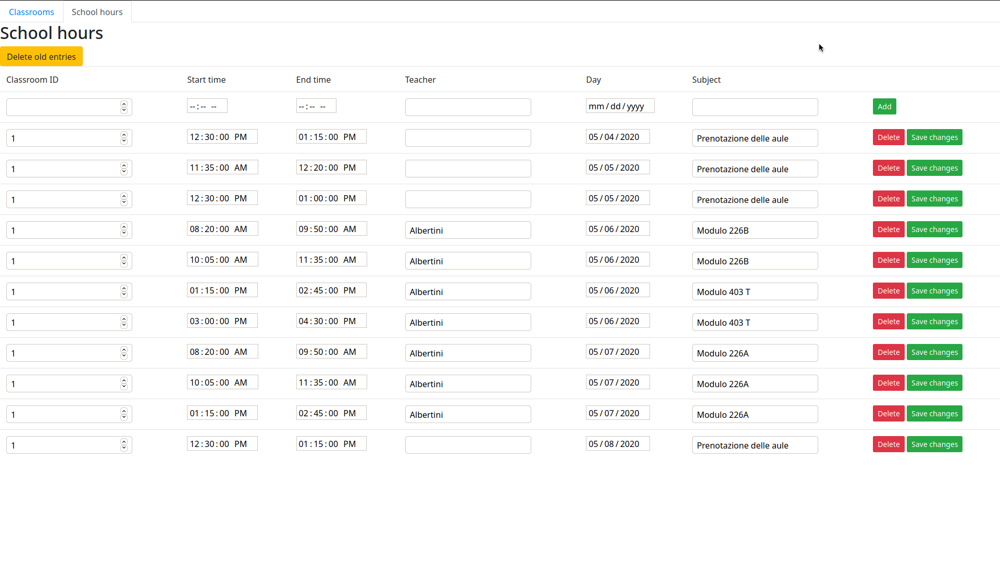 Classrooms School hours
School hours
Delete old entries
Classroom ID Start time End time Teacher Day Subject
--:-- -- --:-- -- mm/dd/yyyy Add
1 12:30:00 PM 01:15:00 PM 05/04/2020 Prenotazione delle aule Delete Save changes
1 11:35:00 AM 12:20:00 PM 05/05/2020 Prenotazione delle aule Delete Save changes
1 12:30:00 PM 01:00:00 PM 05/05/2020 Prenotazione delle aule Delete Save changes
1 08:20:00 AM 09:50:00 AM Albertini 05/06/2020 Modulo 226B Delete Save changes
1 10:05:00 AM 11:35:00 AM Albertini 05/06/2020 Modulo 226B Delete Save changes
1 01:15:00 PM 02:45:00 PM Albertini 05/06/2020 Modulo 403 T Delete Save changes
1 03:00:00 PM 04:30:00 PM Albertini 05/06/2020 Modulo 403 T Delete Save changes
1 08:20:00 AM 09:50:00 AM Albertini 05/07/2020 Modulo 226A Delete Save changes
1 10:05:00 AM 11:35:00 AM Albertini 05/07/2020 Modulo 226A Delete Save changes
1 01:15:00 PM 02:45:00 PM Albertini 05/07/2020 Modulo 226A Delete Save changes
1 12:30:00 PM 01:15:00 PM 05/08/2020 Prenotazione delle aule Delete Save changes